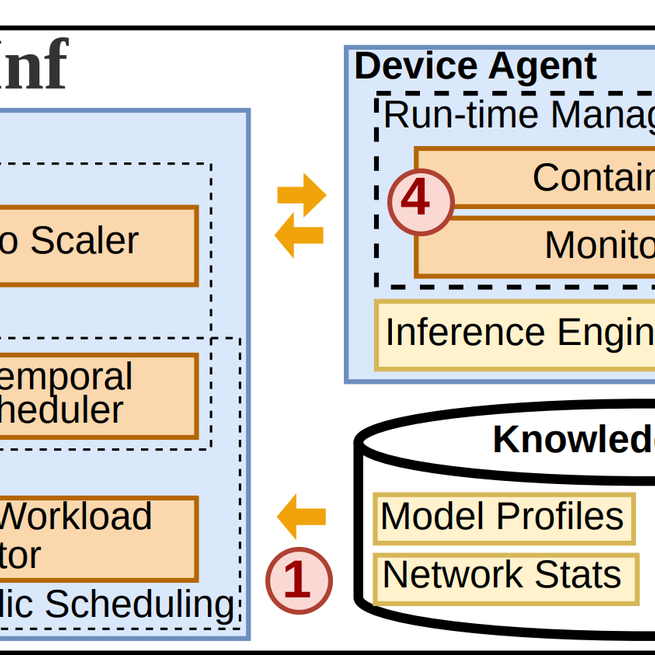 Inf
o Scaler
emporal
heduler
Workload
tor
lic Scheduling
1
Device Agent
Run-time Manag
4
Contain
Monito
Inference Engin
Knowled
Model Profiles
Network Stats